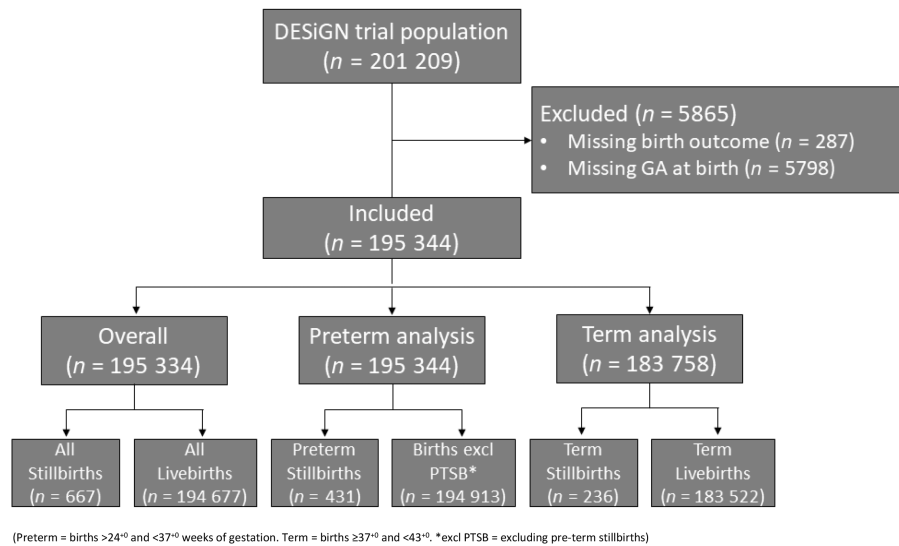 DESiGN trial population
(n = 201 209)
Excluded (n = 5865)
• Missing birth outcome (n = 287)
• Missing GA at birth (n = 5798)
Included
(n = 195 344)
Overall
(n = 195 334)
Preterm analysis
(n = 195 344)
Term analysis
(n = 183 758)
All
Stillbirths
(n = 667)
All
Livebirths
(n = 194 677)
Preterm
Stillbirths
(n = 431)
Births excl
PTSB*
(n = 194 913)
Term
Stillbirths
(n = 236)
Term
Livebirths
(n = 183 522)
(Preterm = births >24⁺⁰ and <37⁺⁰ weeks of gestation. Term = births ≥37⁺⁰ and <43⁺⁰. *excl PTSB = excluding pre-term stillbirths)